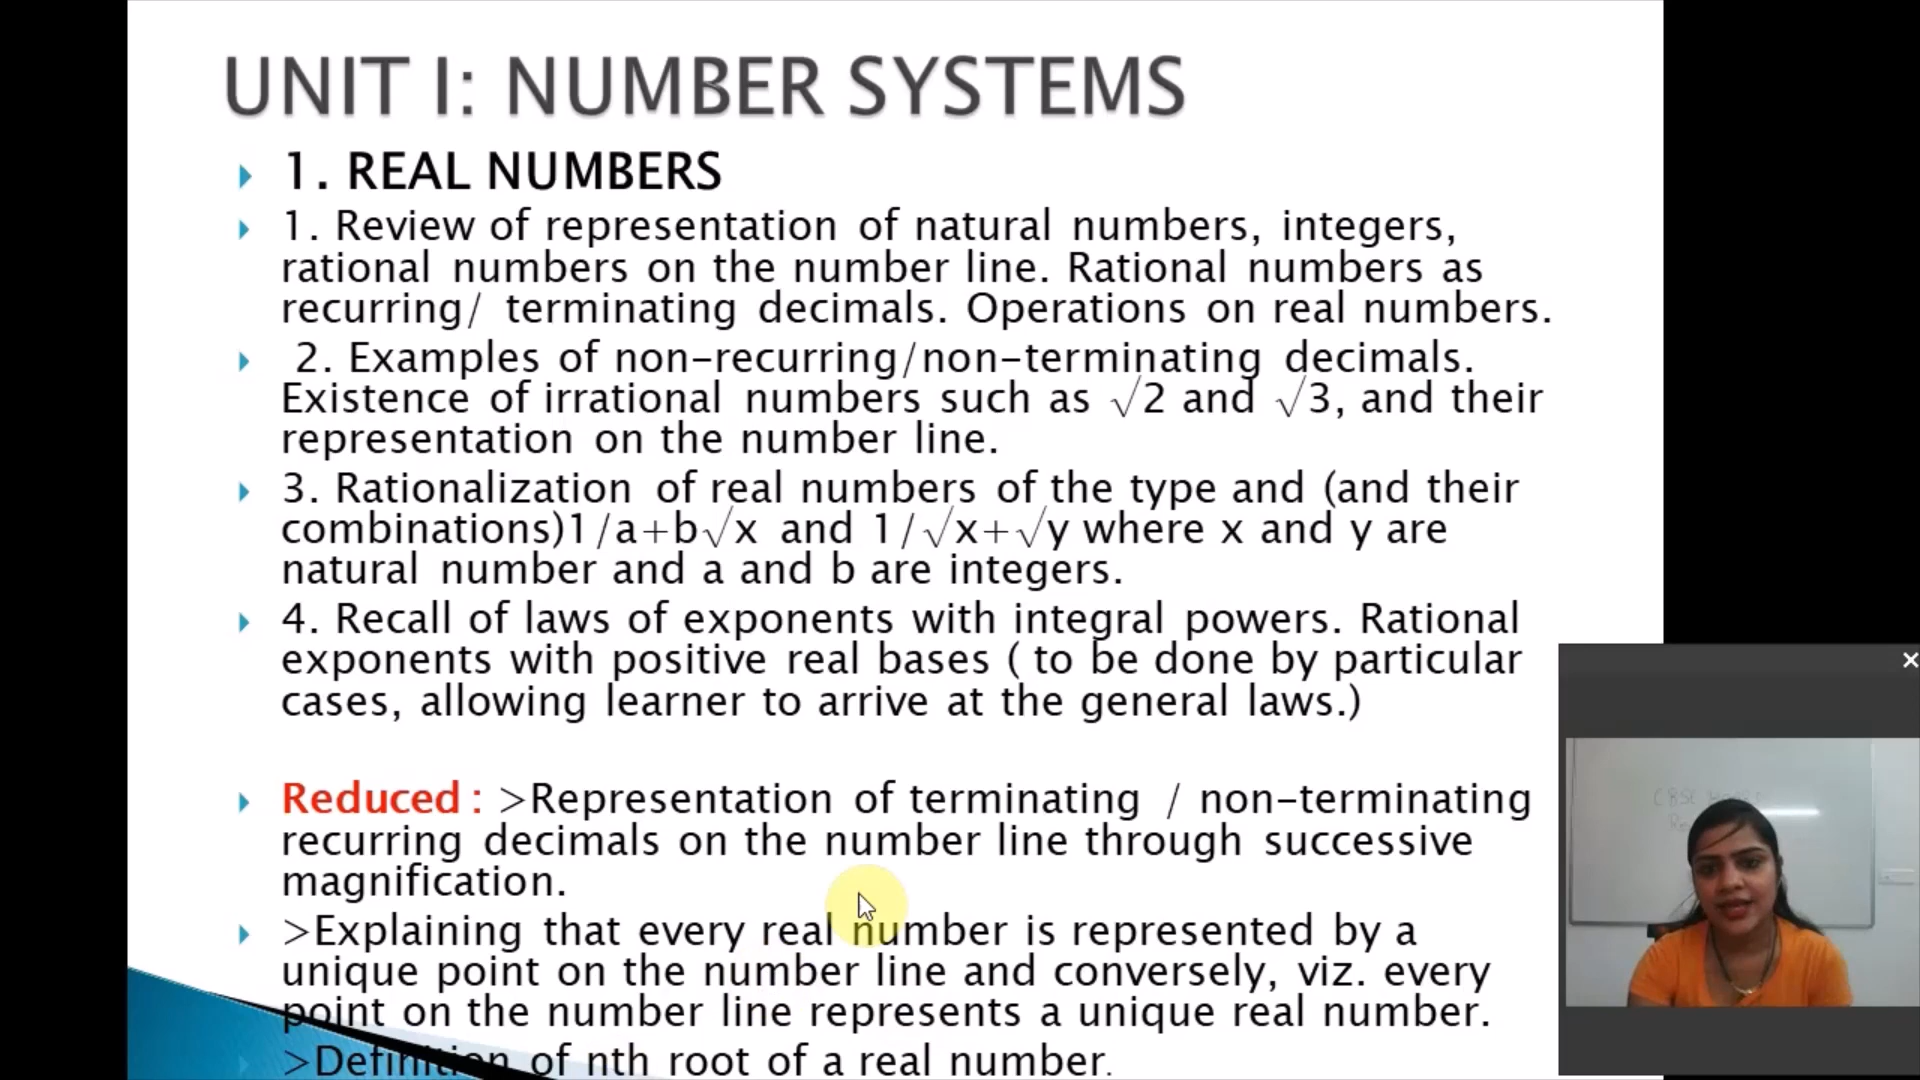 UNIT I: NUMBER SYSTEMS
1. REAL NUMBERS
1. Review of representation of natural numbers, integers,
rational numbers on the number line. Rational numbers as
recurring/ terminating decimals. Operations on real numbers.
2. Examples of non-recurring/non-terminating decimals.
Existence of irrational numbers such as √2 and √3, and their
representation on the number line.
3. Rationalization of real numbers of the type and (and their
combinations)1/a+b√x and 1/√x+√y where x and y are
natural number and a and b are integers.
4. Recall of laws of exponents with integral powers. Rational
exponents with positive real bases ( to be done by particular
cases, allowing learner to arrive at the general laws.)
Reduced : >Representation of terminating / non-terminating
recurring decimals on the number line through successive
magnification.
>Explaining that every real number is represented by a
unique point on the number line and conversely, viz. every
point on the number line represents a unique real number.
>Definition of nth root of a real number.
CBSE